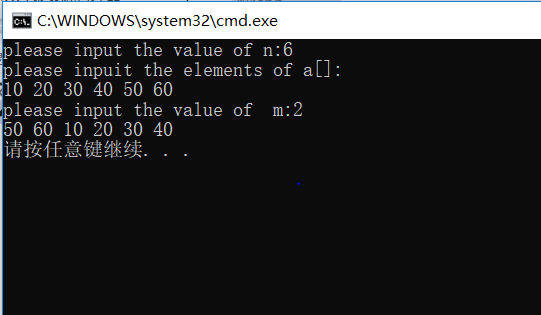 C:\WINDOWS\system32\cmd.exe
please input the value of n:6
please inpuit the elements of a[]:
10 20 30 40 50 60
please input the value of  m:2
50 60 10 20 30 40
请按任意键继续. . .